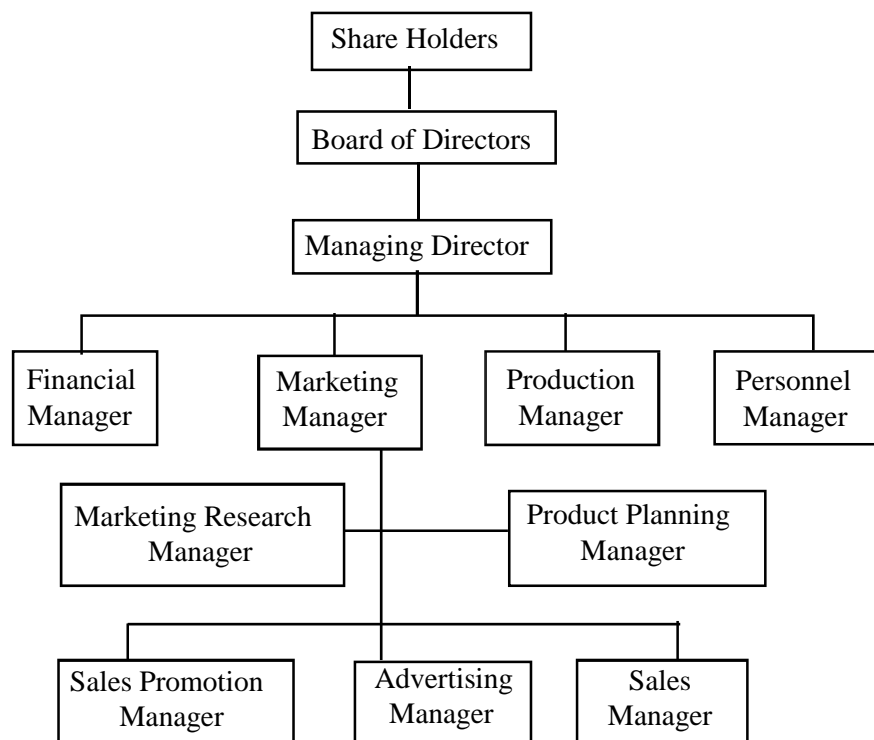 Share Holders
Board of Directors
Managing Director
Financial
Manager
Marketing
Manager
Production
Manager
Personnel
Manager
Marketing Research
Manager
Product Planning
Manager
Sales Promotion
Manager
Advertising
Manager
Sales
Manager